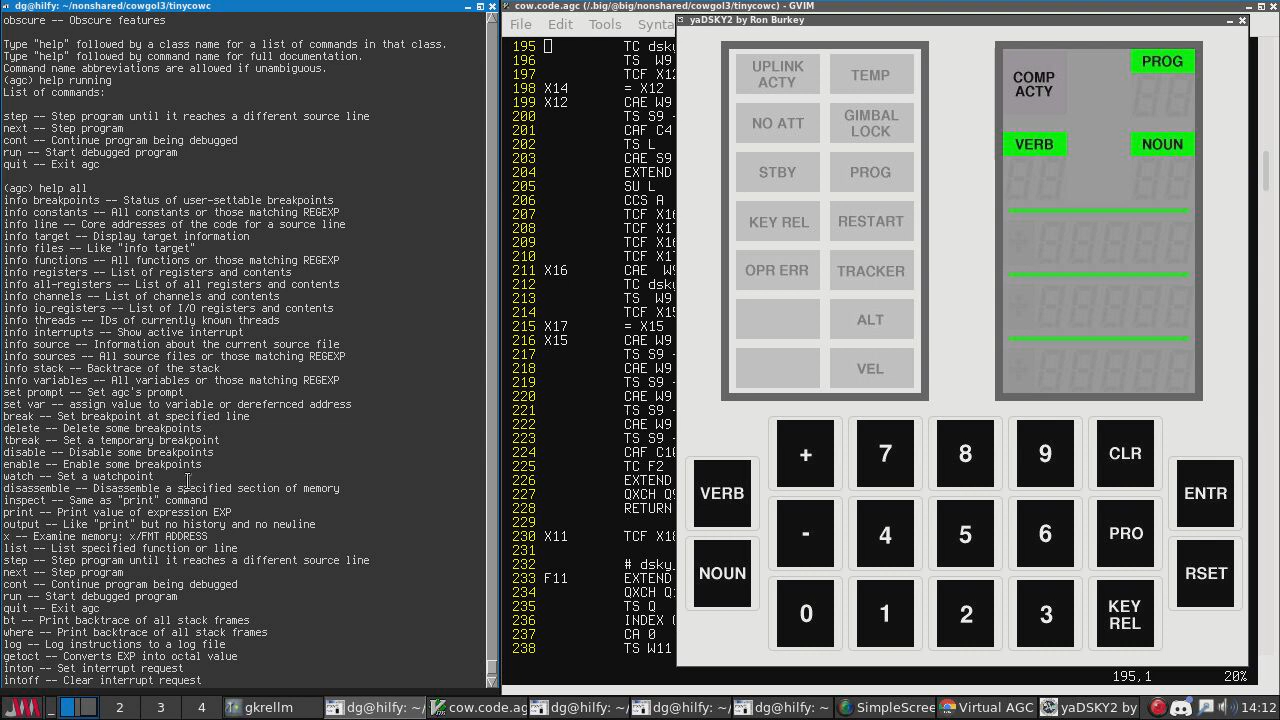 dg@hilfy: ~/nonshared/cowgol3/tinycowc
obscure -- Obscure features
Type "help" followed by a class name for a list of commands in that class.
Type "help" followed by command name for full documentation.
Command name abbreviations are allowed if unambiguous.
(agc) help running
List of commands:
step -- Step program until it reaches a different source line
next -- Step program
cont -- Continue program being debugged
run -- Start debugged program
quit -- Exit agc
(agc) help all
info breakpoints -- Status of user-settable breakpoints
info constants -- All constants or those matching REGEXP
info line -- Core addresses of the code for a source line
info target -- Display target information
info files -- Like "info target"
info functions -- All functions or those matching REGEXP
info registers -- List of registers and contents
info all-registers -- List of all registers and contents
info channels -- List of channels and contents
info io_registers -- List of I/O registers and contents
info threads -- IDs of currently known threads
info interrupts -- Show active interrupt
info source -- Information about the current source file
info sources -- All source files or those matching REGEXP
info stack -- Backtrace of the stack
info variables -- All variables or those matching REGEXP
set prompt -- Set agc's prompt
set var -- assign value to variable or derefernced address
break -- Set breakpoint at specified line
delete -- Delete some breakpoints
tbreak -- Set a temporary breakpoint
disable -- Disable some breakpoints
enable -- Enable some breakpoints
watch -- Set a watchpoint
disassemble -- Disassemble a specified section of memory
inspect -- Same as "print" command
print -- Print value of expression EXP
output -- Like "print" but no history and no newline
x -- Examine memory: x/FMT ADDRESS
list -- List specified function or line
step -- Step program until it reaches a different source line
next -- Step program
cont -- Continue program being debugged
run -- Start debugged program
quit -- Exit agc
bt -- Print backtrace of all stack frames
where -- Print backtrace of all stack frames
log -- Log instructions to a log file
getoct -- Converts EXP into octal value
inton -- Set interrupt request
intoff -- Clear interrupt request
cow.code.agc (/.big/@big/nonshared/cowgol3/tinycowc) - GVIM
File Edit Tools Synta
195 TC dsky
196 TS W9
197 TCF X12
198 X14 = X12
199 X12 CAE W9
200 TS S9
201 CAF C4
202 TS L
203 CAE S9
204 EXTEND
205 SU L
206 CCS A
207 TCF X16
208 TCF X1
209 TCF X16
210 TCF X1
211 X16 CAE W9
212 TC dsky
213 TS W9
214 TCF X15
215 X17 = X15
216 X15 CAE W9
217 TS S9
218 CAE W9
219 TS S9
220 CAE W9
221 TS S9
222 CAE W9
223 TS S9
224 CAF C1
225 TC F2
226 EXTEND
227 QXCH Q
228 RETURN
229
230 X11 TCF X18
231
232 # dsky
233 F11 EXTEND
234 QXCH Q
235 TS Q
236 INDEX
237 CA 0
238 TS W11
195,1 20%
yaDSKY2 by Ron Burkey
UPLINK ACTY TEMP
NO ATT GIMBAL LOCK
STBY PROG
KEY REL RESTART
OPR ERR TRACKER
ALT
VEL
COMP ACTY PROG
VERB NOUN
+ 7 8 9 CLR
VERB ENTR
- 4 5 6 PRO
NOUN RSET
0 1 2 3 KEY REL
2 3 4 gkrellm dg@hilfy: ~/ cow.code.ag dg@hilfy: ~/ dg@hilfy: ~/ dg@hilfy: ~/ SimpleScree Virtual AGC yaDSKY2 by 14:12